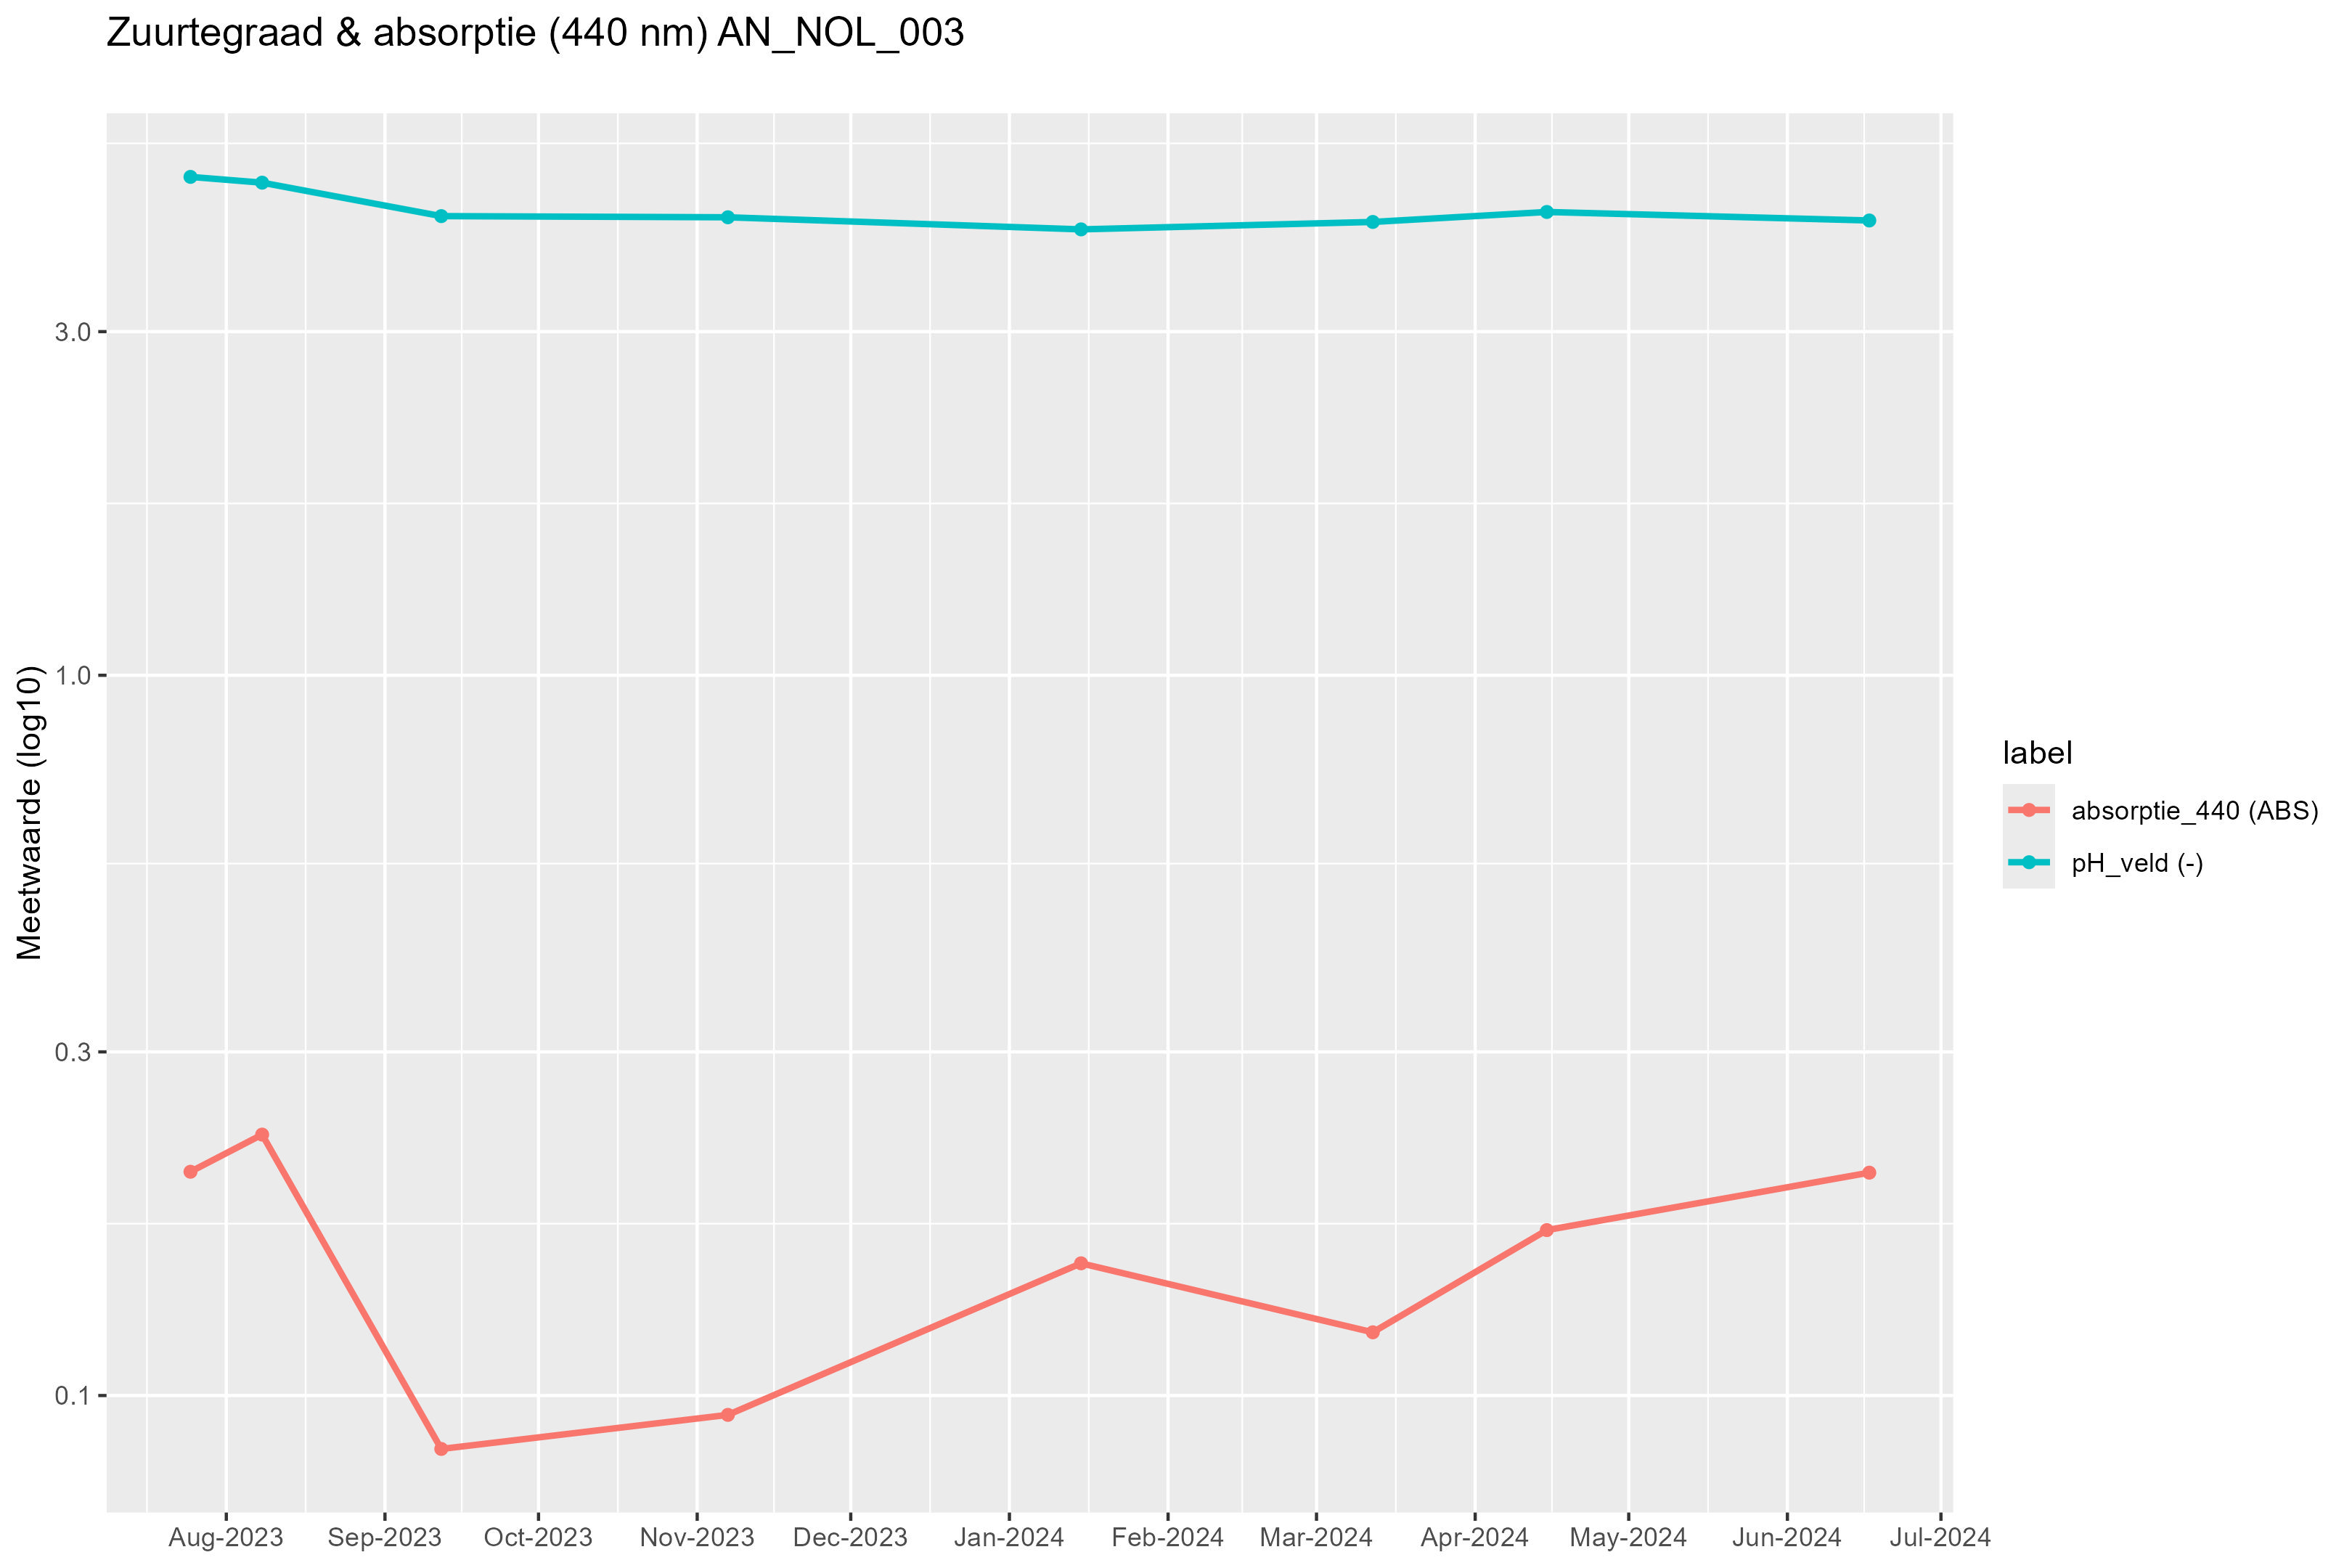 Zuurtegraad & absorptie (440 nm) AN_NOL_003
Meetwaarde (log10)
3.0
1.0
0.3
0.1
Aug-2023
Sep-2023
Oct-2023
Nov-2023
Dec-2023
Jan-2024
Feb-2024
Mar-2024
Apr-2024
May-2024
Jun-2024
Jul-2024
label
absorptie_440 (ABS)
pH_veld (-)